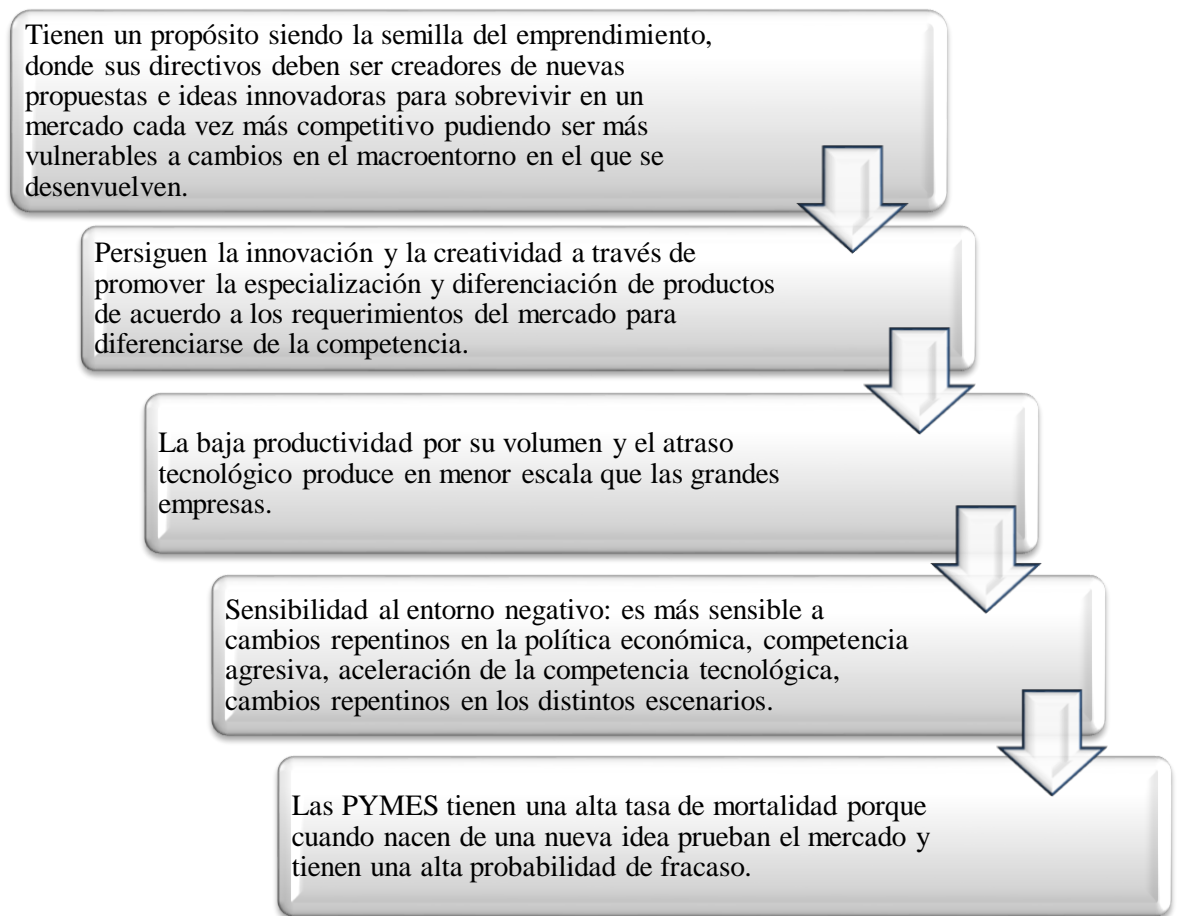 Tienen un propósito siendo la semilla del emprendimiento,
donde sus directivos deben ser creadores de nuevas
propuestas e ideas innovadoras para sobrevivir en un
mercado cada vez más competitivo pudiendo ser más
vulnerables a cambios en el macroentorno en el que se
desenvuelven.
Persiguen la innovación y la creatividad a través de
promover la especialización y diferenciación de productos
de acuerdo a los requerimientos del mercado para
diferenciarse de la competencia.
La baja productividad por su volumen y el atraso
tecnológico produce en menor escala que las grandes
empresas.
Sensibilidad al entorno negativo: es más sensible a
cambios repentinos en la política económica, competencia
agresiva, aceleración de la competencia tecnológica,
cambios repentinos en los distintos escenarios.
Las PYMES tienen una alta tasa de mortalidad porque
cuando nacen de una nueva idea prueban el mercado y
tienen una alta probabilidad de fracaso.